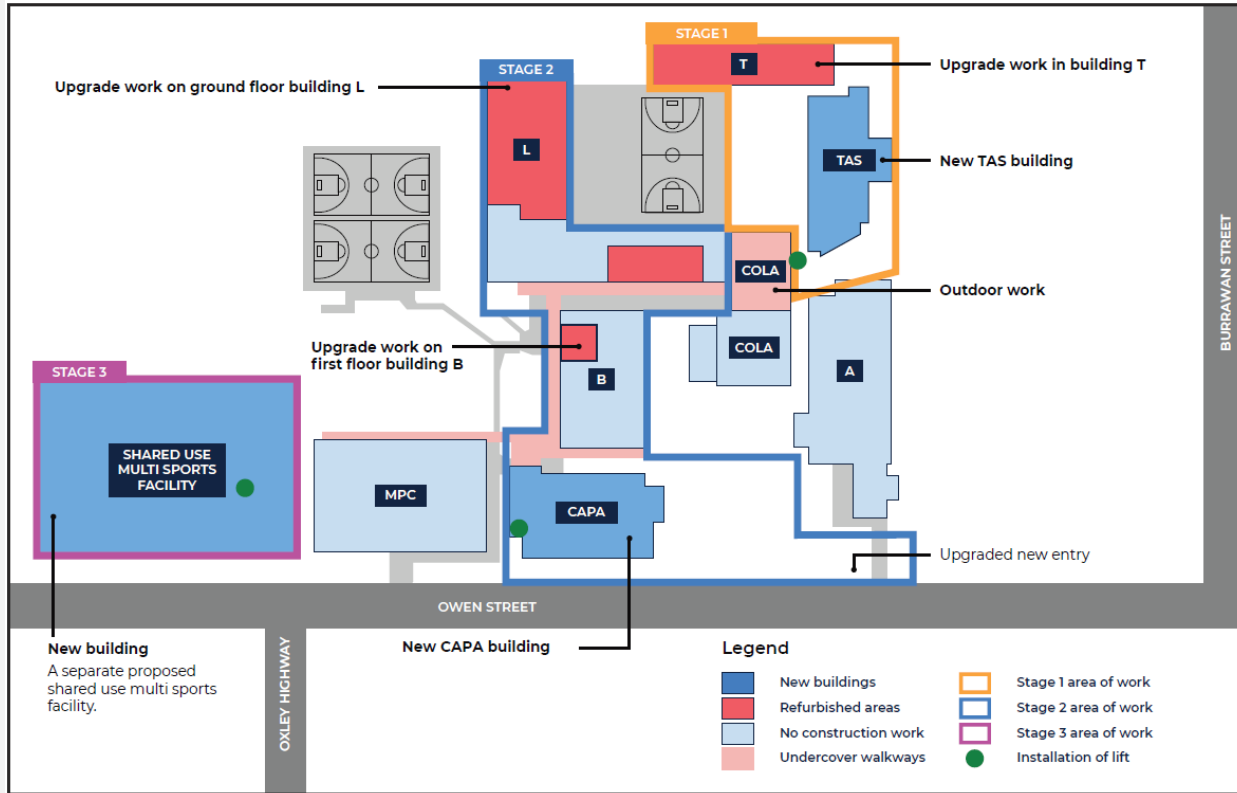 STAGE 1
T
Upgrade work in building T
STAGE 2
Upgrade work on ground floor building L
L
TAS
New TAS building
BURRAWAN STREET
COLA
Outdoor work
Upgrade work on
first floor building B
COLA
B
A
STAGE 3
SHARED USE
MULTI SPORTS
FACILITY
MPC
CAPA
Upgraded new entry
OWEN STREET
New building
A separate proposed
shared use multi sports
facility.
OXLEY HIGHWAY
New CAPA building
Legend
New buildings
Refurbished areas
No construction work
Undercover walkways
Stage 1 area of work
Stage 2 area of work
Stage 3 area of work
Installation of lift